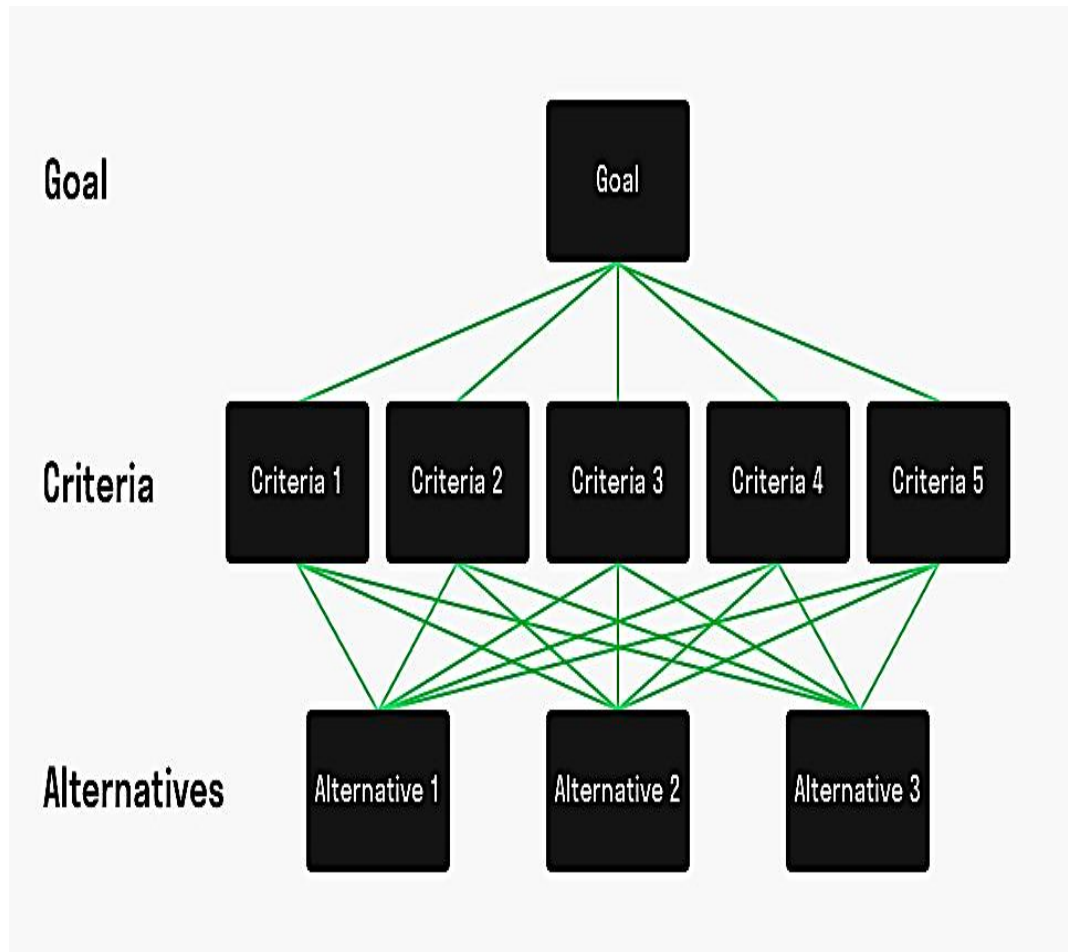 Goal
Goal
Criteria
Criteria 1
Criteria 2
Criteria 3
Criteria 4
Criteria 5
Alternatives
Alternative 1
Alternative 2
Alternative 3